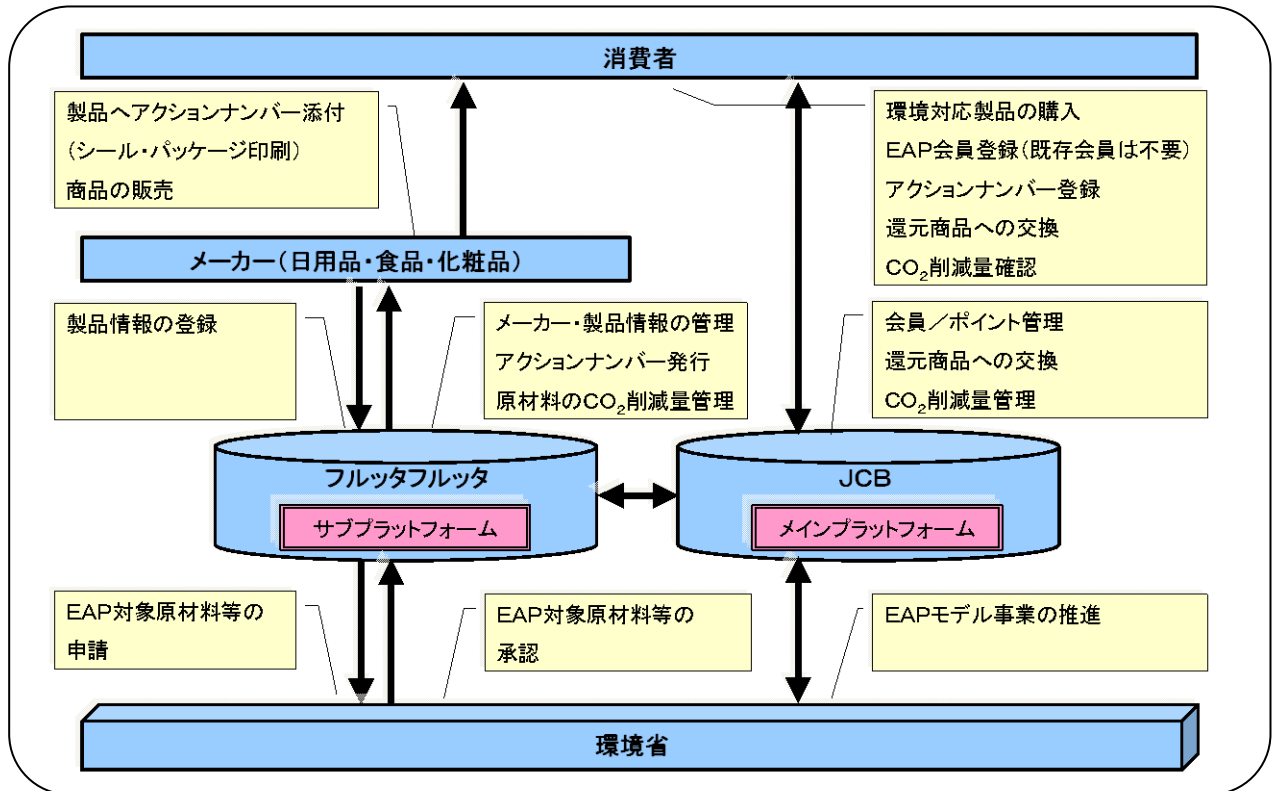 消費者
製品へアクションナンバー添付
(シール・パッケージ印刷)
商品の販売
環境対応製品の購入
EAP会員登録(既存会員は不要)
アクションナンバー登録
還元商品への交換
CO₂削減量確認
メーカー(日用品・食品・化粧品)
製品情報の登録
メーカー・製品情報の管理
アクションナンバー発行
原材料のCO₂削減量管理
会員/ポイント管理
還元商品への交換
CO₂削減量管理
フルッタフルッタ
サブプラットフォーム
JCB
メインプラットフォーム
EAP対象原材料等の
申請
EAP対象原材料等の
承認
EAPモデル事業の推進
環境省